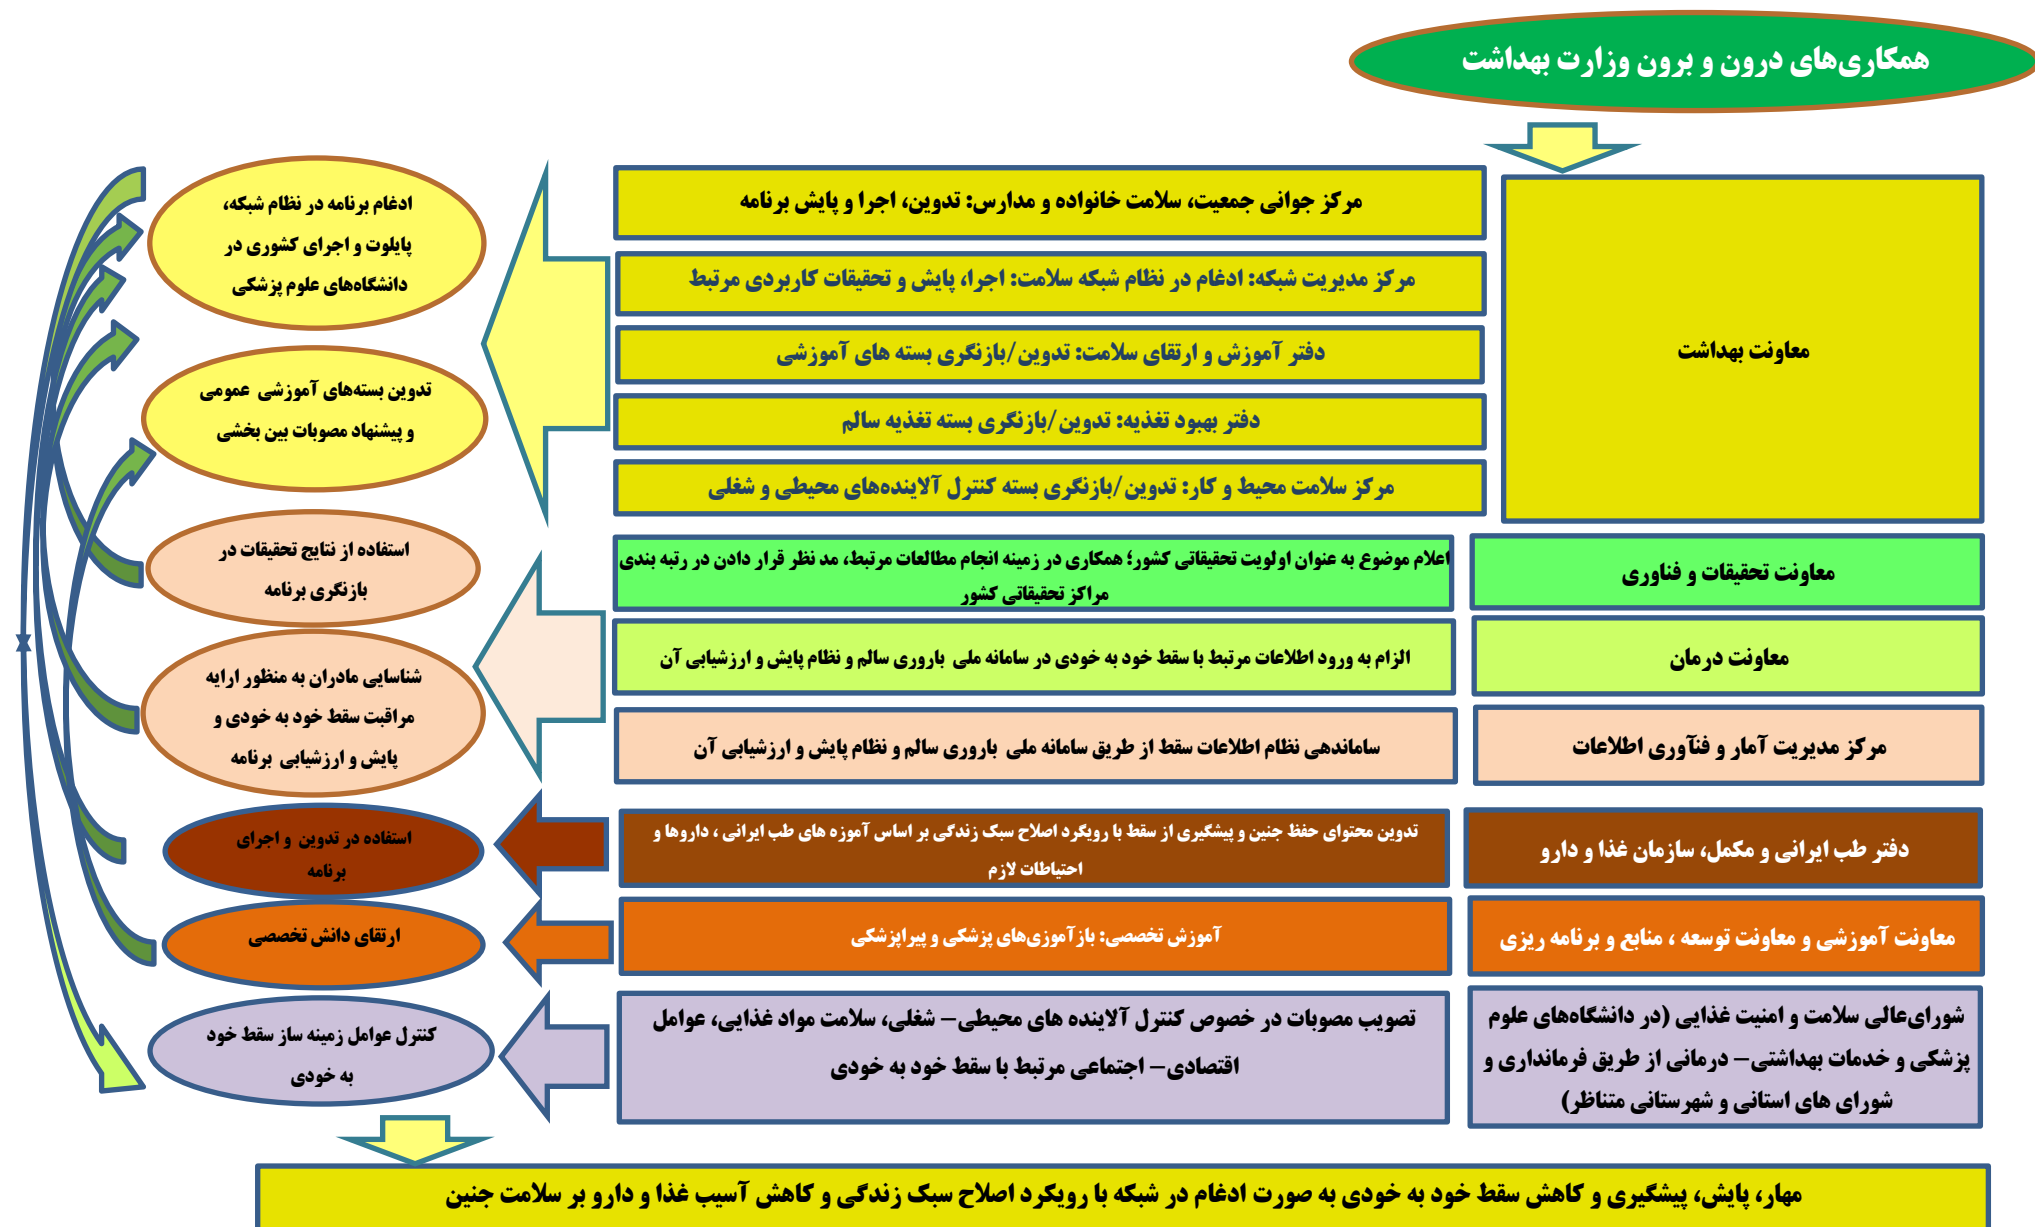 همکاری‌های درون و برون وزارت بهداشت
معاونت بهداشت
مرکز جوانی جمعیت، سلامت خانواده و مدارس: تدوین، اجرا و پایش برنامه
مرکز مدیریت شبکه: ادغام در نظام شبکه سلامت: اجرا، پایش و تحقیقات کاربردی مرتبط
دفتر آموزش و ارتقای سلامت: تدوین/بازنگری بسته های آموزشی
دفتر بهبود تغذیه: تدوین/بازنگری بسته تغذیه سالم
مرکز سلامت محیط و کار: تدوین/بازنگری بسته کنترل آلاینده‌های محیطی و شغلی
ادغام برنامه در نظام شبکه،
پایلوت و اجرای کشوری در
دانشگاه‌های علوم پزشکی
تدوین بسته‌های آموزشی عمومی
و پیشنهاد مصوبات بین بخشی
معاونت تحقیقات و فناوری
اعلام موضوع به عنوان اولویت تحقیقاتی کشور؛ همکاری در زمینه انجام مطالعات مرتبط، مد نظر قرار دادن در رتبه بندی
مراکز تحقیقاتی کشور
استفاده از نتایج تحقیقات در
بازنگری برنامه
معاونت درمان
الزام به ورود اطلاعات مرتبط با سقط خود به خودی در سامانه ملی باروری سالم و نظام پایش و ارزشیابی آن
مرکز مدیریت آمار و فنآوری اطلاعات
ساماندهی نظام اطلاعات سقط از طریق سامانه ملی باروری سالم و نظام پایش و ارزشیابی آن
شناسایی مادران به منظور ارایه
مراقبت سقط خود به خودی و
پایش و ارزشیابی برنامه
دفتر طب ایرانی و مکمل، سازمان غذا و دارو
تدوین محتوای حفظ جنین و پیشگیری از سقط با رویکرد اصلاح سبک زندگی بر اساس آموزه های طب ایرانی ، داروها و
احتیاطات لازم
استفاده در تدوین و اجرای
برنامه
معاونت آموزشی و معاونت توسعه ، منابع و برنامه ریزی
آموزش تخصصی: بازآموزی‌های پزشکی و پیراپزشکی
ارتقای دانش تخصصی
شورای‌عالی سلامت و امنیت غذایی (در دانشگاه‌های علوم
پزشکی و خدمات بهداشتی– درمانی از طریق فرمانداری و
شورای های استانی و شهرستانی متناظر)
تصویب مصوبات در خصوص کنترل آلاینده های محیطی– شغلی، سلامت مواد غذایی، عوامل
اقتصادی– اجتماعی مرتبط با سقط خود به خودی
کنترل عوامل زمینه ساز سقط خود
به خودی
مهار، پایش، پیشگیری و کاهش سقط خود به خودی به صورت ادغام در شبکه با رویکرد اصلاح سبک زندگی و کاهش آسیب غذا و دارو بر سلامت جنین